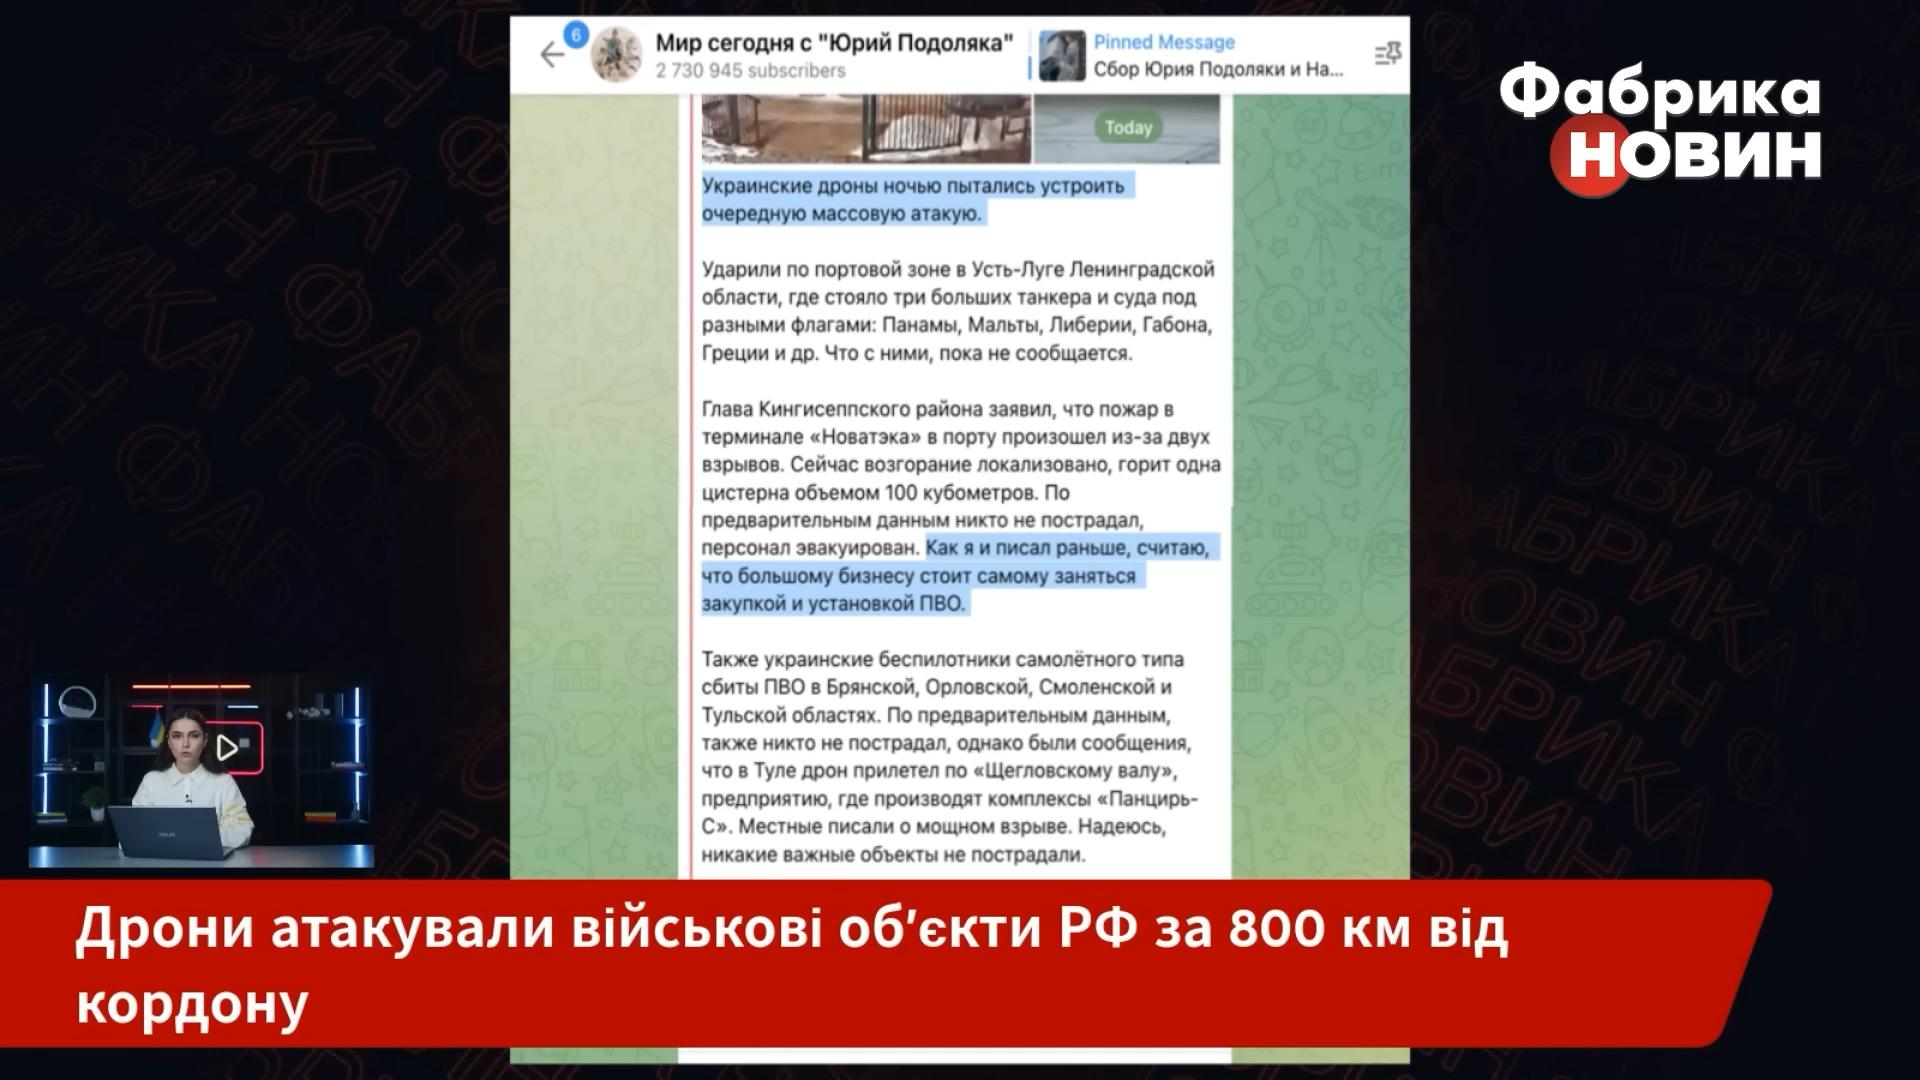 6
Мир сегодня с "Юрий Подоляка"
2 730 945 subscribers
Pinned Message
Сбор Юрия Подоляки и На...
Фабрика
НОВИН
Today
Украинские дроны ночью пытались устроить
очередную массовую атакую.
Ударили по портовой зоне в Усть-Луге Ленинградской
области, где стояло три больших танкера и суда под
разными флагами: Панамы, Мальты, Либерии, Габона,
Греции и др. Что с ними, пока не сообщается.
Глава Кингисеппского района заявил, что пожар в
терминале «Новатэка» в порту произошел из-за двух
взрывов. Сейчас возгорание локализовано, горит одна
цистерна объемом 100 кубометров. По
предварительным данным никто не пострадал,
персонал эвакуирован. Как я и писал раньше, считаю,
что большому бизнесу стоит самому заняться
закупкой и установкой ПВО.
Также украинские беспилотники самолётного типа
сбиты ПВО в Брянской, Орловской, Смоленской и
Тульской областях. По предварительным данным,
также никто не пострадал, однако были сообщения,
что в Туле дрон прилетел по «Щегловскому валу»,
предприятию, где производят комплексы «Панцирь-
С». Местные писали о мощном взрыве. Надеюсь,
никакие важные объекты не пострадали.
Дрони атакували військові об’єкти РФ за 800 км від
кордону